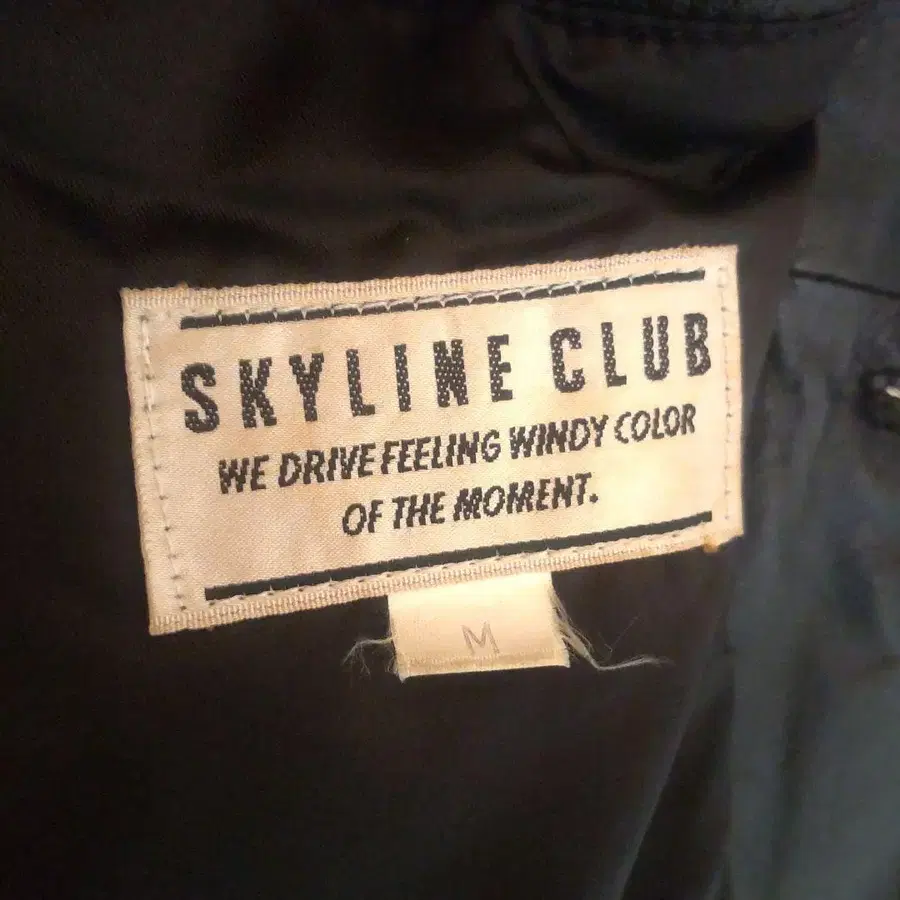 SKYLINE CLUB
WE DRIVE FEELING WINDY COLOR
OF THE MOMENT.
M